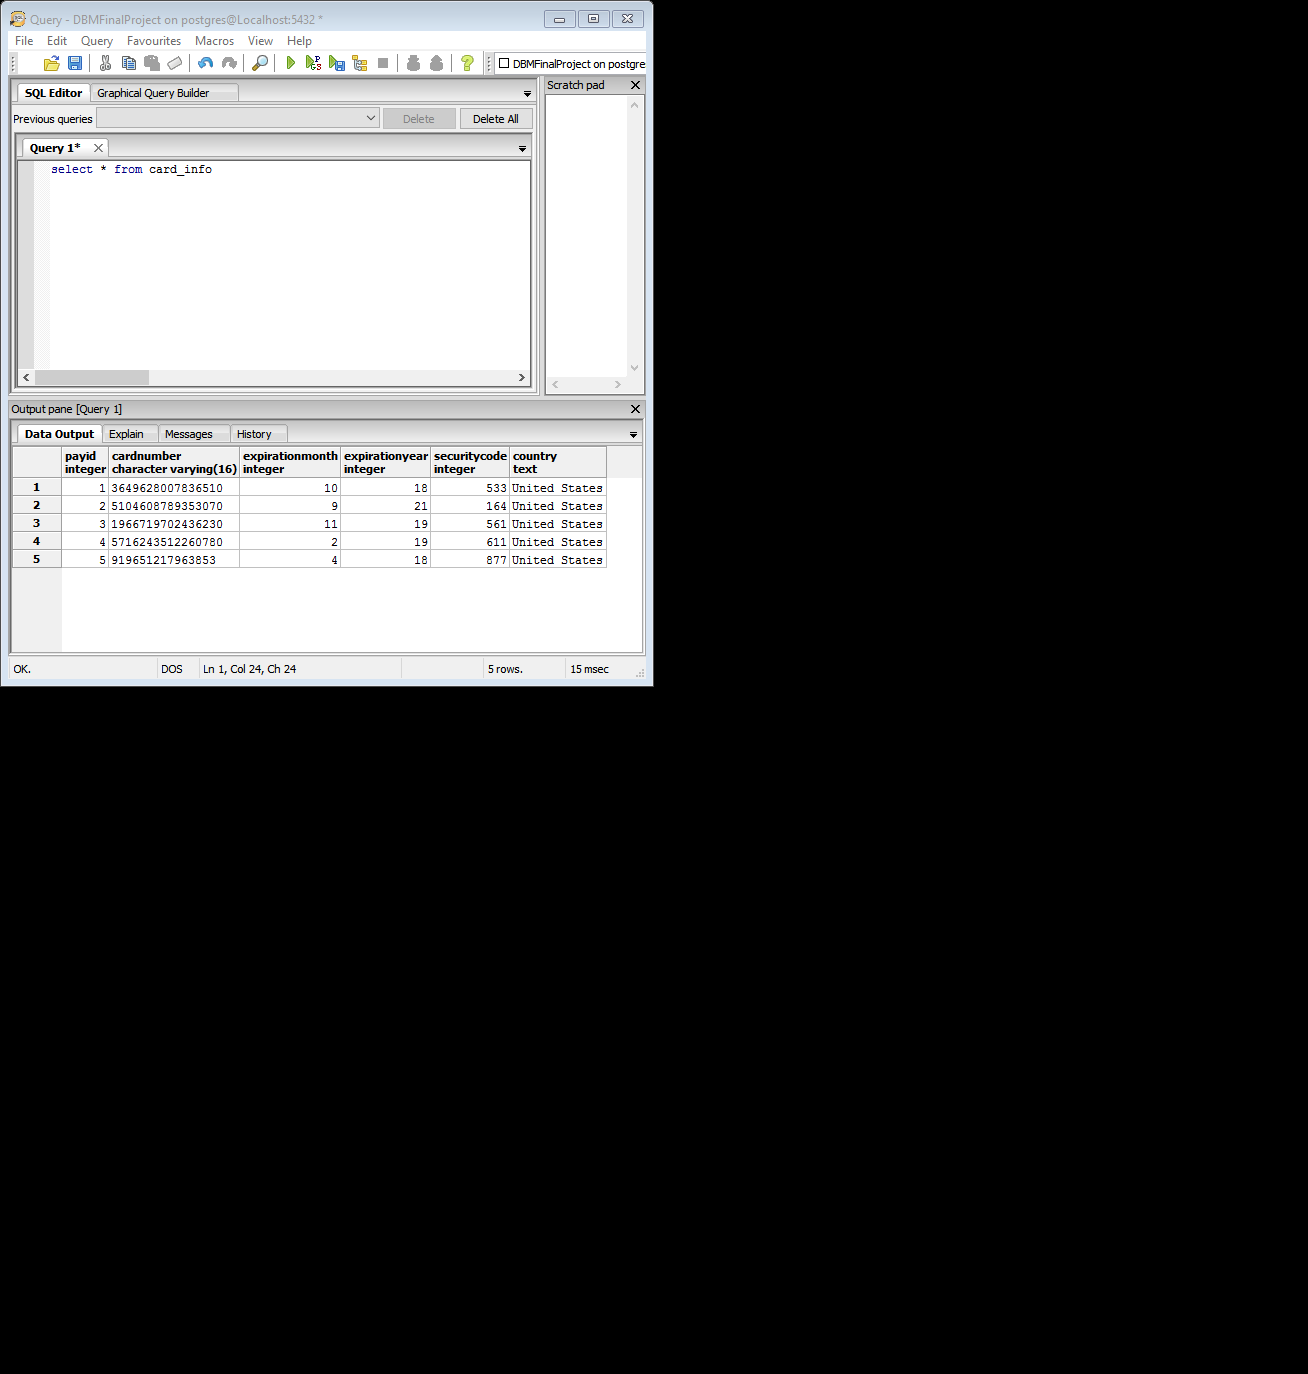 Query - DBMFinalProject on postgres@Localhost:5432 *
File Edit Query Favourites Macros View Help
DBMFinalProject on postgre
SQL Editor Graphical Query Builder
Scratch pad
Previous queries Delete Delete All
Query 1*
select * from card_info
Output pane [Query 1]
Data Output Explain Messages History
payid cardnumber expirationmonth expirationyear securitycode country
integer character varying(16) integer integer integer text
1 1 3649628007836510 10 18 533 United States
2 2 5104608789353070 9 21 164 United States
3 3 1966719702436230 11 19 561 United States
4 4 5716243512260780 2 19 611 United States
5 5 919651217963853 4 18 877 United States
OK. DOS Ln 1, Col 24, Ch 24 5 rows. 15 msec